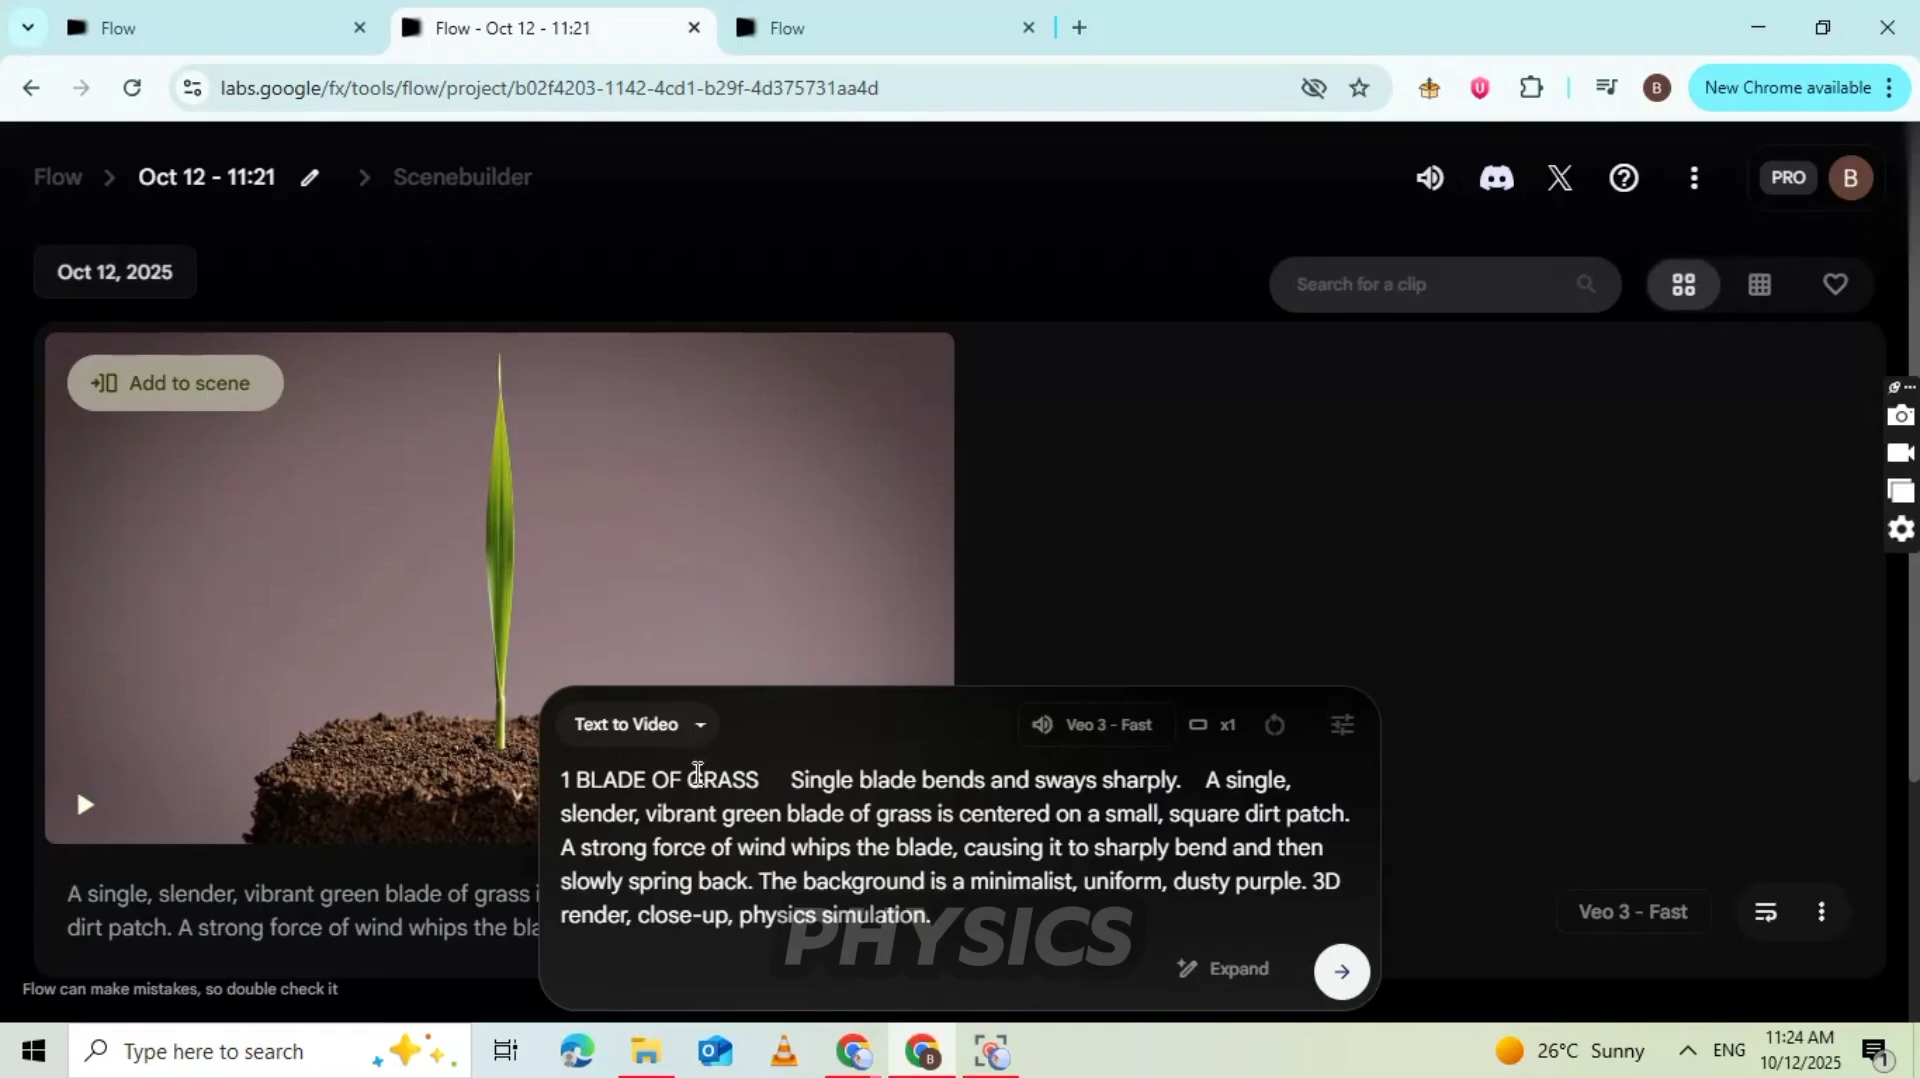 Flow
Flow - Oct 12 - 11:21
Flow
labs.google/fx/tools/flow/project/b02f4203-1142-4cd1-b29f-4d375731aa4d
B
New Chrome available
Flow
Oct 12 - 11:21
Scenebuilder
PRO
B
Oct 12, 2025
Search for a clip
Add to scene
Text to Video
Veo 3 - Fast
x1
1 BLADE OF GRASS Single blade bends and sways sharply. A single,
slender, vibrant green blade of grass is centered on a small, square dirt patch.
A strong force of wind whips the blade, causing it to sharply bend and then
slowly spring back. The background is a minimalist, uniform, dusty purple. 3D
render, close-up, physics simulation.
PHYSICS
Expand
A single, slender, vibrant green blade of grass i
dirt patch. A strong force of wind whips the bla
Veo 3 - Fast
Flow can make mistakes, so double check it
Type here to search
26°C Sunny
ENG
11:24 AM
10/12/2025
1